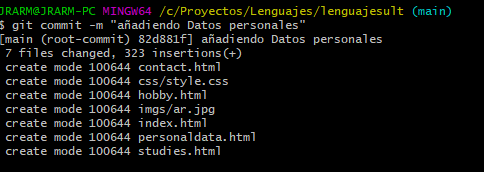 JRARM@JRARM-PC MINGW64 /c/Proyectos/Lenguajes/lenguajesult (main)
$ git commit -m "añadiendo Datos personales"
[main (root-commit) 82d881f] añadiendo Datos personales
 7 files changed, 323 insertions(+)
 create mode 100644 contact.html
 create mode 100644 css/style.css
 create mode 100644 hobby.html
 create mode 100644 imgs/ar.jpg
 create mode 100644 index.html
 create mode 100644 personaldata.html
 create mode 100644 studies.html